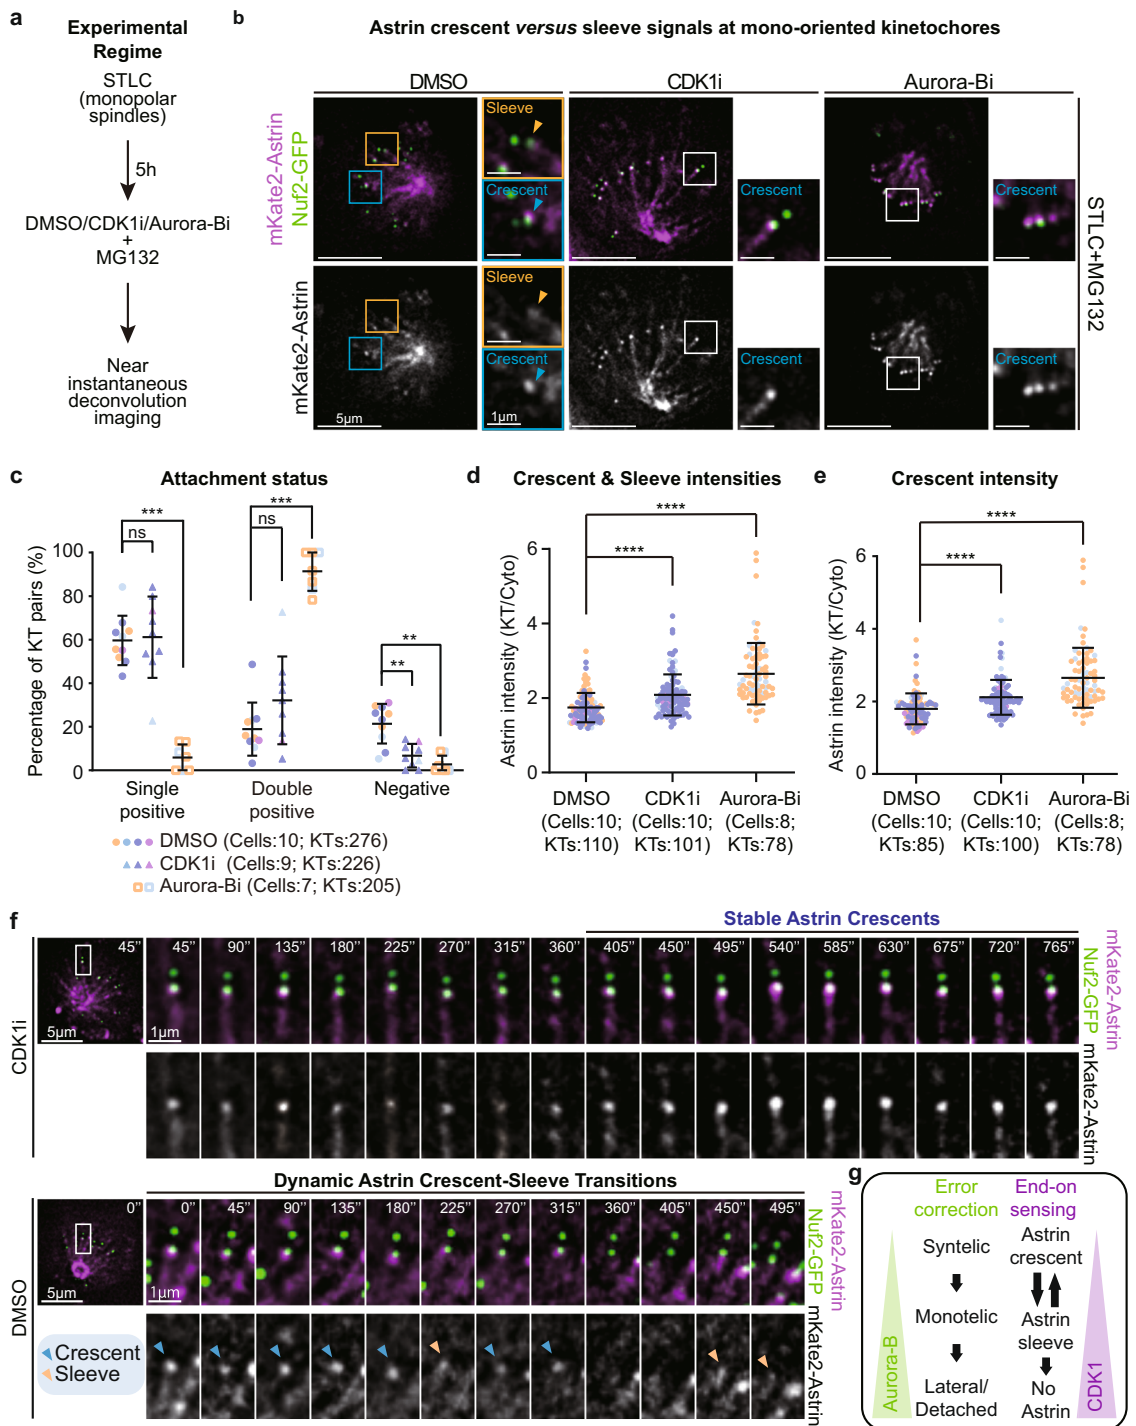 a
Experimental
Regime
STLC
(monopolar
spindles)
5h
DMSO/CDK1i/Aurora-Bi
+
MG132
Near
instantaneous
deconvolution
imaging
b
Astrin crescent versus sleeve signals at mono-oriented kinetochores
DMSO
CDK1i
Aurora-Bi
mKate2-Astrin
Nuf2-GFP
Sleeve
Crescent
Crescent
Crescent
mKate2-Astrin
Sleeve
Crescent
Crescent
Crescent
5µm
1µm
STLC+MG132
c
Attachment status
Percentage of KT pairs (%)
100
80
60
40
20
0
***
ns
***
ns
**
**
Single
positive
Double
positive
Negative
DMSO (Cells:10; KTs:276)
CDK1i (Cells:9; KTs:226)
Aurora-Bi (Cells:7; KTs:205)
d
Crescent & Sleeve intensities
Astrin intensity (KT/Cyto)
6
4
2
0
****
****
DMSO
(Cells:10;
KTs:110)
CDK1i
(Cells:10;
KTs:101)
Aurora-Bi
(Cells:8;
KTs:78)
e
Crescent intensity
Astrin intensity (KT/Cyto)
6
4
2
0
****
****
DMSO
(Cells:10;
KTs:85)
CDK1i
(Cells:10;
KTs:100)
Aurora-Bi
(Cells:8;
KTs:78)
f
Stable Astrin Crescents
CDK1i
45’’
5µm
45’’ 90’’ 135’’ 180’’ 225’’ 270’’ 315’’ 360’’ 405’’ 450’’ 495’’ 540’’ 585’’ 630’’ 675’’ 720’’ 765’’
1µm
mKate2-Astrin
Nuf2-GFP
mKate2-Astrin
Dynamic Astrin Crescent-Sleeve Transitions
DMSO
0’’
5µm
0’’ 45’’ 90’’ 135’’ 180’’ 225’’ 270’’ 315’’ 360’’ 405’’ 450’’ 495’’
1µm
mKate2-Astrin
Nuf2-GFP
mKate2-Astrin
Crescent
Sleeve
g
Error
correction
End-on
sensing
Syntelic
Monotelic
Lateral/
Detached
Astrin
crescent
Astrin
sleeve
No
Astrin
Aurora-B
CDK1